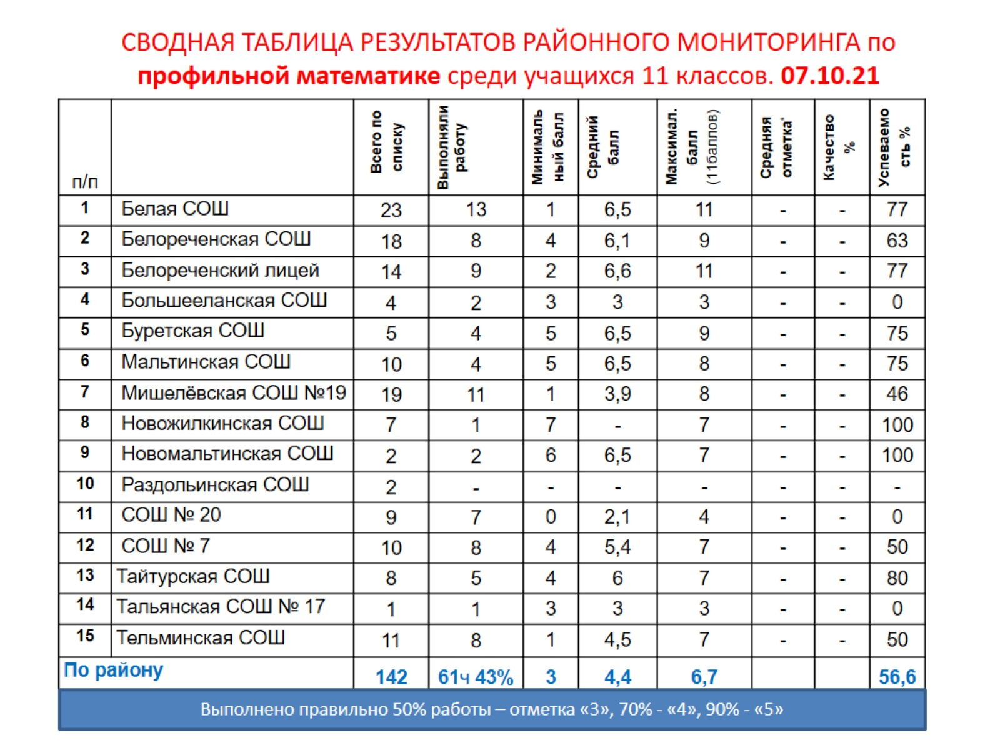 СВОДНАЯ ТАБЛИЦА РЕЗУЛЬТАТОВ РАЙОННОГО МОНИТОРИНГА по
профильной математике среди учащихся 11 классов. 07.10.21
п/п Всего по списку Выполняли работу Минималь ный балл Средний балл Максимал. балл (11баллов) Средняя отметка* Качество % Успеваемо сть %
1 Белая СОШ 23 13 1 6,5 11 - - 77
2 Белореченская СОШ 18 8 4 6,1 9 - - 63
3 Белореченский лицей 14 9 2 6,6 11 - - 77
4 Большееланская СОШ 4 2 3 3 3 - - 0
5 Буретская СОШ 5 4 5 6,5 9 - - 75
6 Мальтинская СОШ 10 4 5 6,5 8 - - 75
7 Мишелёвская СОШ №19 19 11 1 3,9 8 - - 46
8 Новожилкинская СОШ 7 1 7 - 7 - - 100
9 Новомальтинская СОШ 2 2 6 6,5 7 - - 100
10 Раздольинская СОШ 2 - - - - - - -
11 СОШ № 20 9 7 0 2,1 4 - - 0
12 СОШ № 7 10 8 4 5,4 7 - - 50
13 Тайтурская СОШ 8 5 4 6 7 - - 80
14 Тальянская СОШ № 17 1 1 3 3 3 - - 0
15 Тельминская СОШ 11 8 1 4,5 7 - - 50
По району 142 61ч 43% 3 4,4 6,7 56,6
Выполнено правильно 50% работы – отметка «3», 70% - «4», 90% - «5»